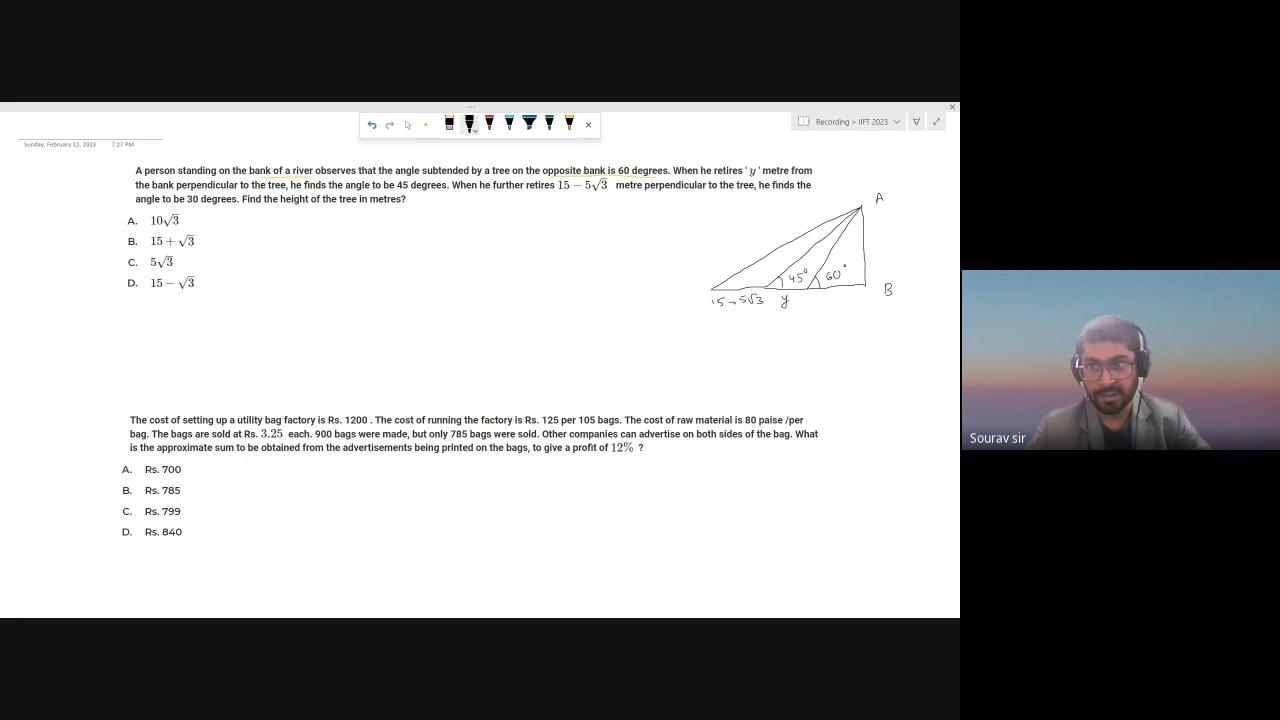 Recording > IIFT 2023
Sunday, February 12, 2023 7:27 PM
A person standing on the bank of a river observes that the angle subtended by a tree on the opposite bank is 60 degrees. When he retires ' y ' metre from
the bank perpendicular to the tree, he finds the angle to be 45 degrees. When he further retires 15 − 5√3 metre perpendicular to the tree, he finds the
angle to be 30 degrees. Find the height of the tree in metres?
A. 10√3
B. 15 + √3
C. 5√3
D. 15 − √3
A
45° 60°
B
15 - 5√3 y
The cost of setting up a utility bag factory is Rs. 1200 . The cost of running the factory is Rs. 125 per 105 bags. The cost of raw material is 80 paise /per
bag. The bags are sold at Rs. 3.25 each. 900 bags were made, but only 785 bags were sold. Other companies can advertise on both sides of the bag. What
is the approximate sum to be obtained from the advertisements being printed on the bags, to give a profit of 12% ?
A. Rs. 700
B. Rs. 785
C. Rs. 799
D. Rs. 840
Sourav sir